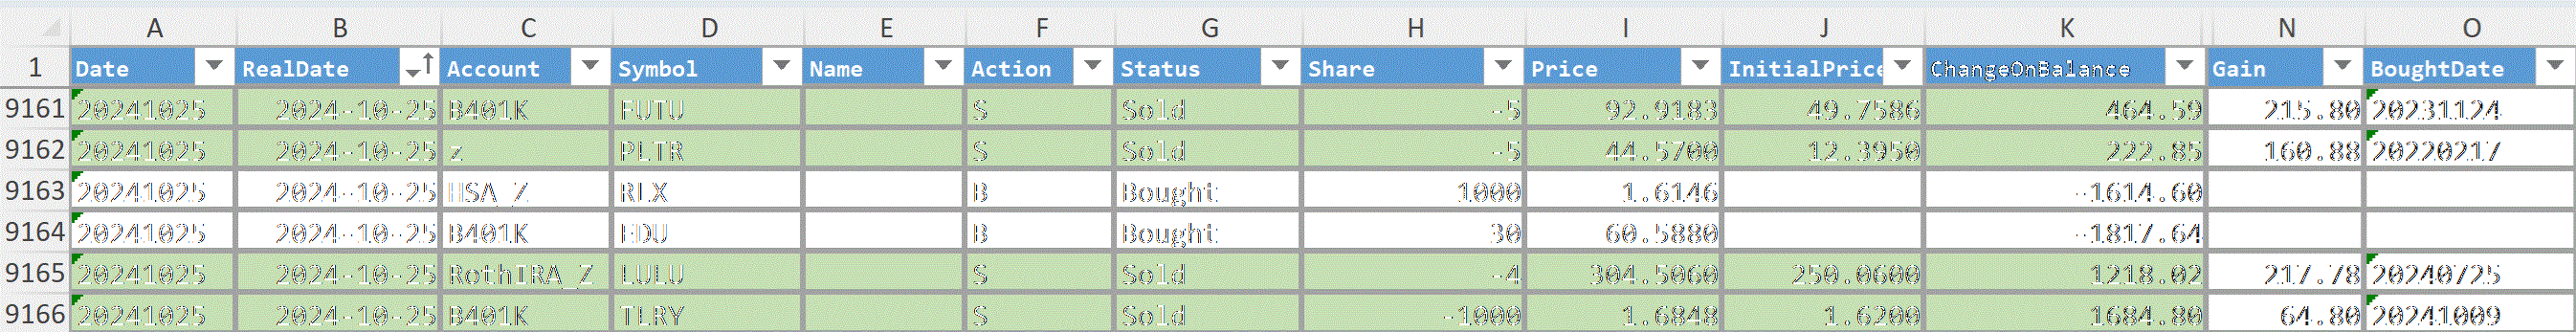 A B C D E F G H I J K N O
1 Date RealDate Account Symbol Name Action Status Share Price InitialPrice ChangeOnBalance Gain BoughtDate
9161 20241025 2024-10-25 B401K FUTU S Sold -5 92.9183 49.7586 464.59 215.80 20231124
9162 20241025 2024-10-25 z PLTR S Sold -5 44.5700 12.3950 222.85 160.88 20220217
9163 20241025 2024-10-25 HSA_Z RLX B Bought 1000 1.6146 -1614.60
9164 20241025 2024-10-25 B401K EDU B Bought 30 60.5880 -1817.64
9165 20241025 2024-10-25 RothIRA_Z LULU S Sold -4 304.5060 250.0600 1218.02 217.78 20240725
9166 20241025 2024-10-25 B401K TLRY S Sold -1000 1.6848 1.6200 1684.80 64.80 20241009